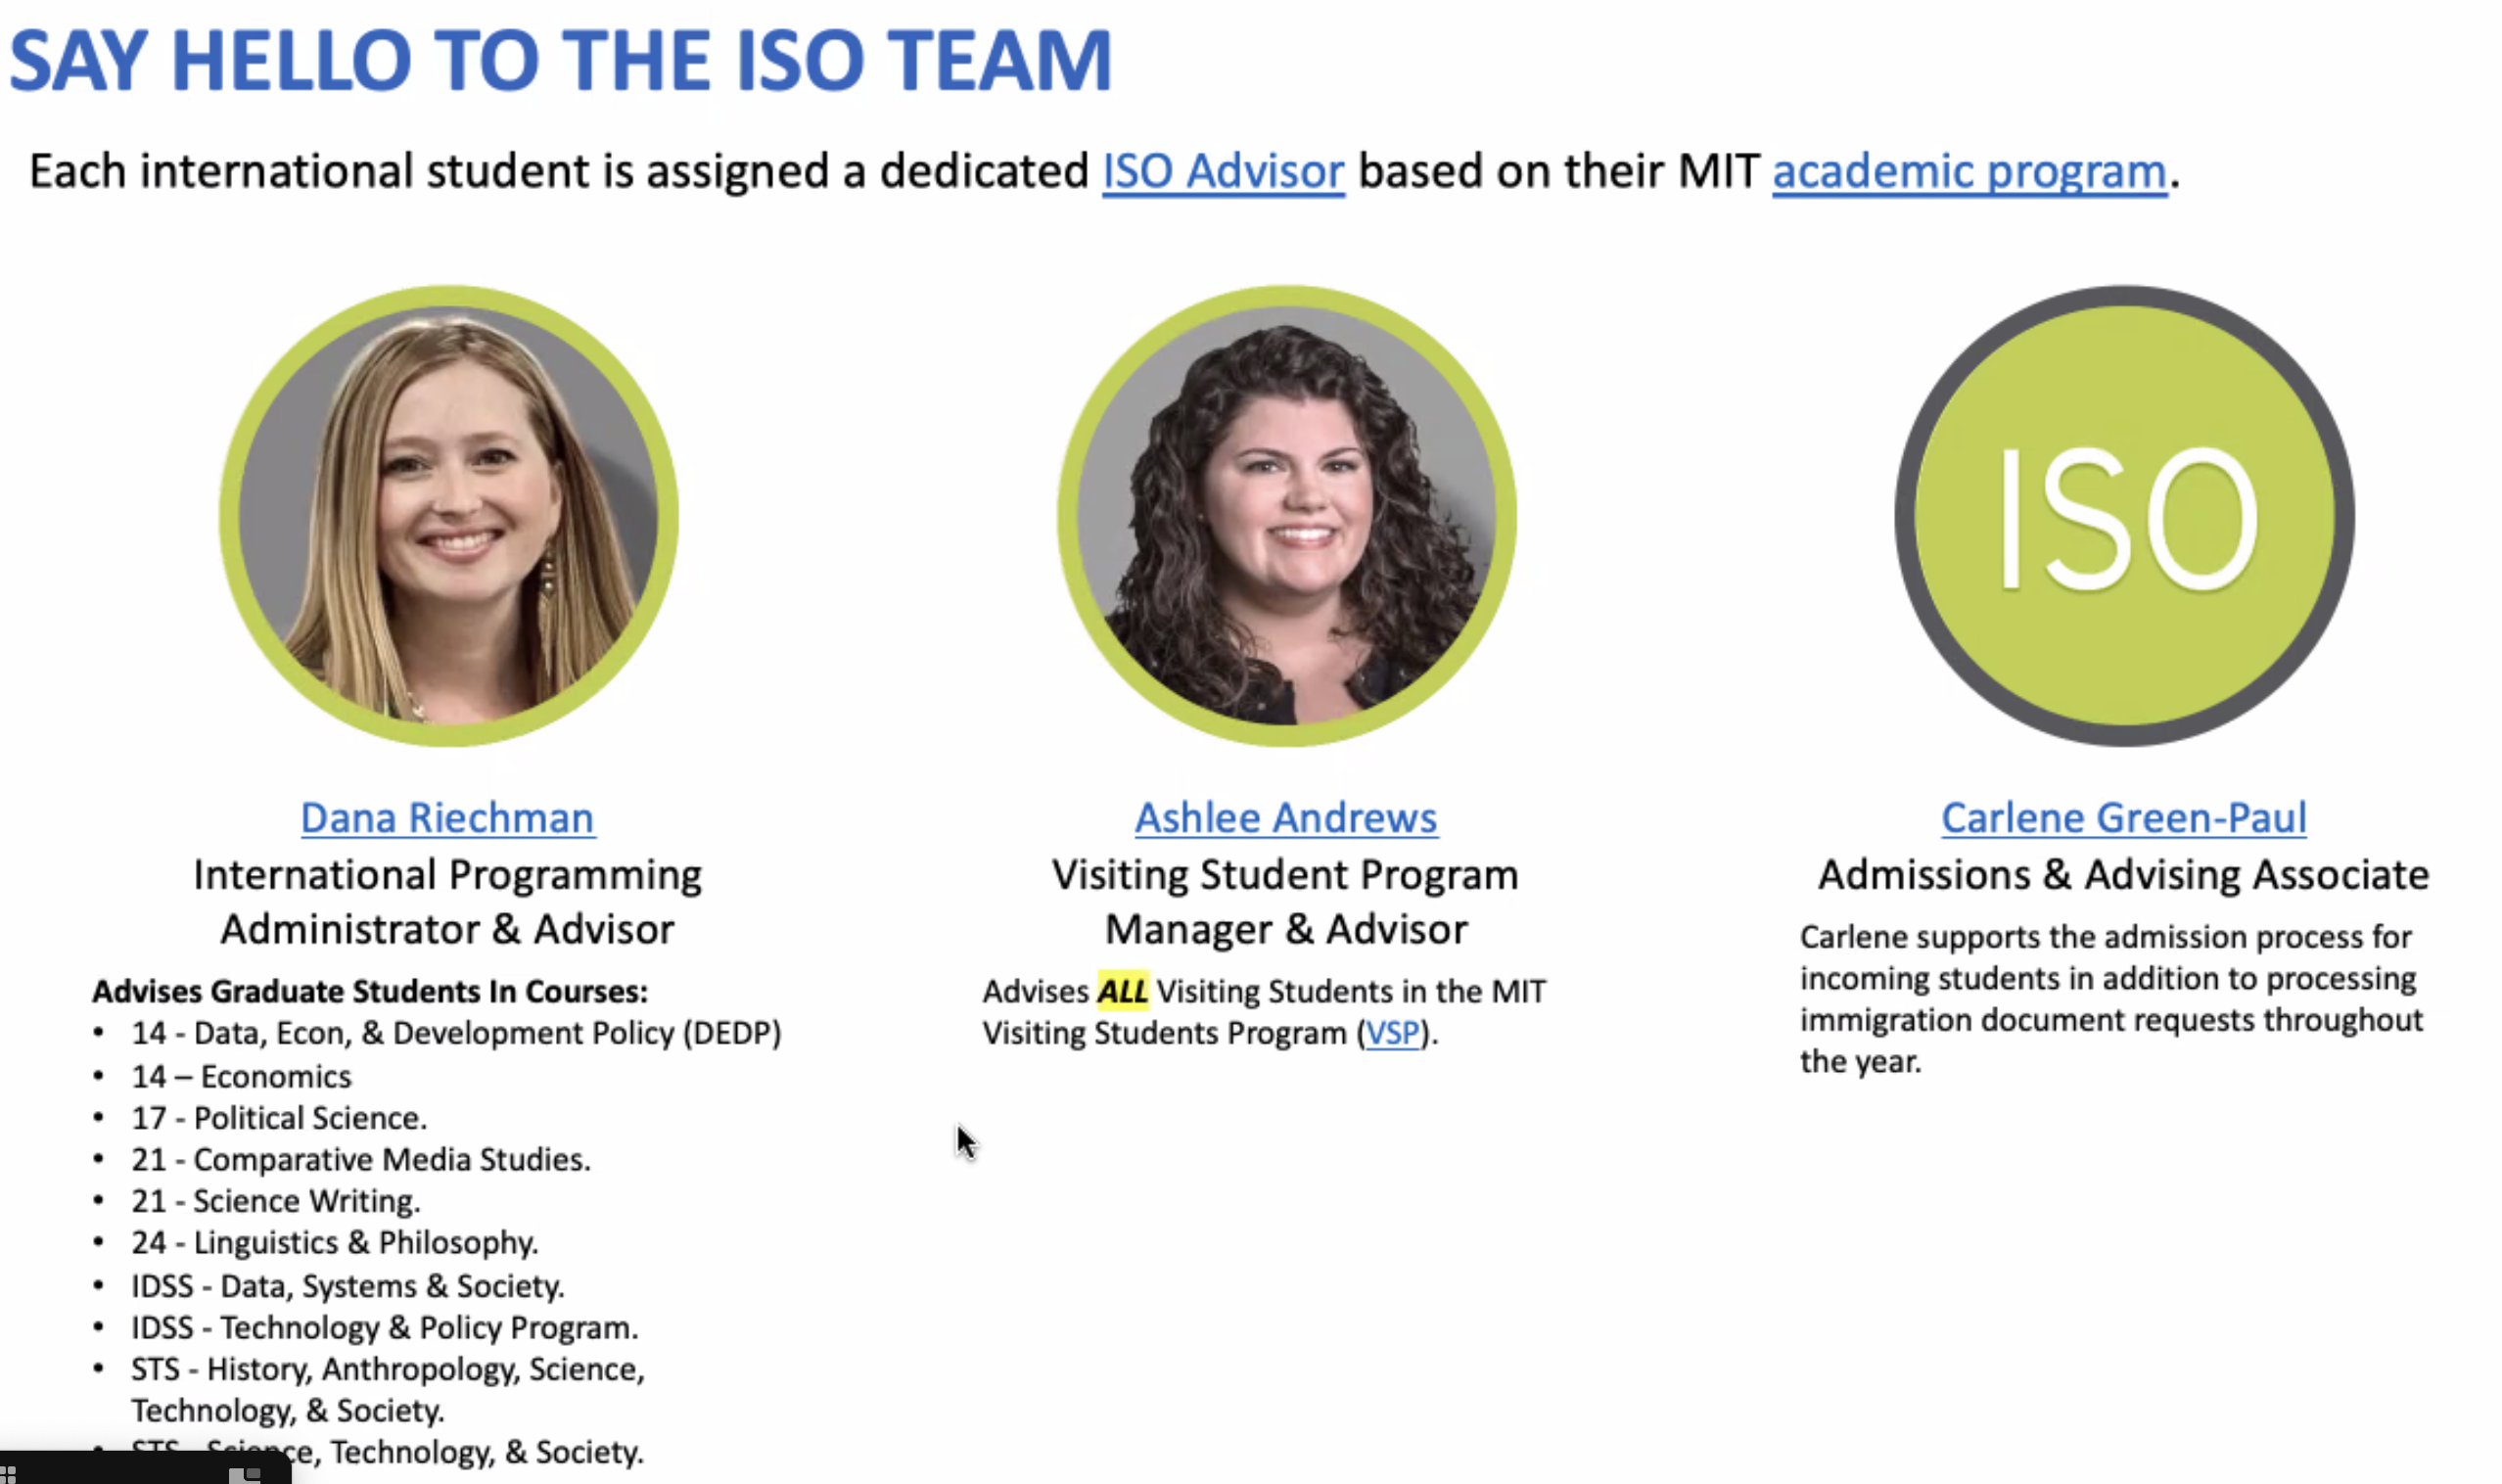 SAY HELLO TO THE ISO TEAM
Each international student is assigned a dedicated ISO Advisor based on their MIT academic program.
ISO
Dana Riechman
International Programming
Administrator & Advisor
Advises Graduate Students In Courses:
• 14 - Data, Econ, & Development Policy (DEDP)
• 14 – Economics
• 17 - Political Science.
• 21 - Comparative Media Studies.
• 21 - Science Writing.
• 24 - Linguistics & Philosophy.
• IDSS - Data, Systems & Society.
• IDSS - Technology & Policy Program.
• STS - History, Anthropology, Science,
Technology, & Society.
• STS - Science, Technology, & Society.
Ashlee Andrews
Visiting Student Program
Manager & Advisor
Advises ALL Visiting Students in the MIT
Visiting Students Program (VSP).
Carlene Green-Paul
Admissions & Advising Associate
Carlene supports the admission process for
incoming students in addition to processing
immigration document requests throughout
the year.